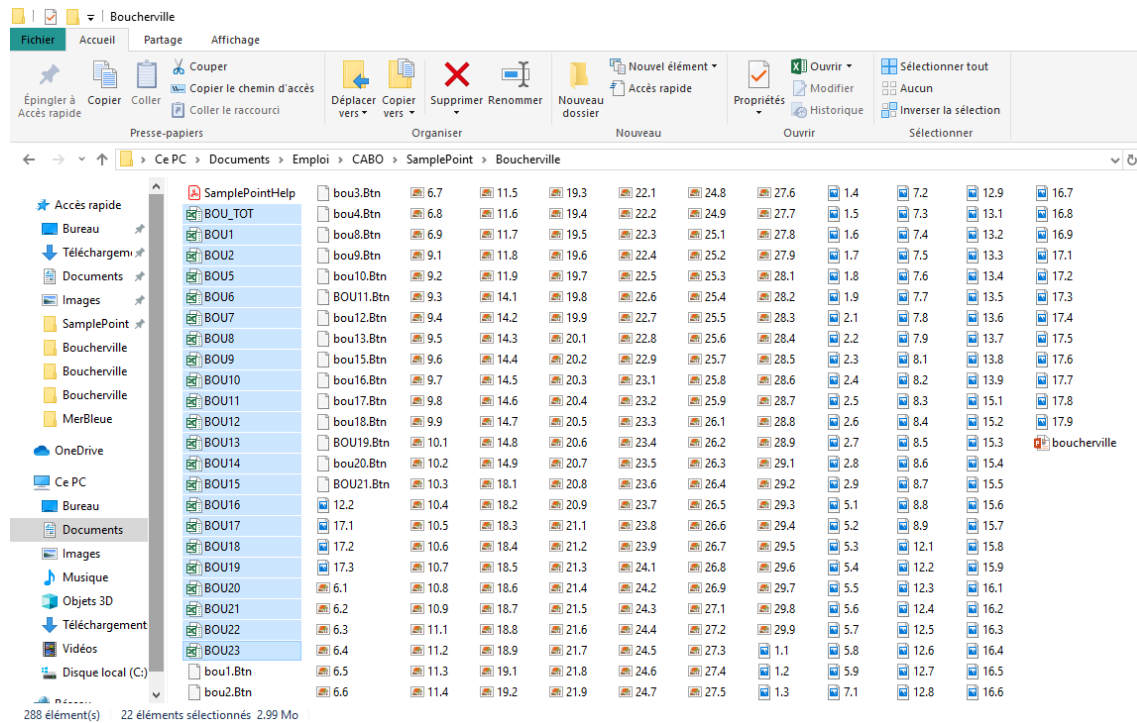 Boucherville
Fichier Accueil Partage Affichage
Épingler à Accès rapide
Copier
Coller
Couper
Copier le chemin d'accès
Coller le raccourci
Presse-papiers
Déplacer vers
Copier vers
Supprimer
Renommer
Organiser
Nouveau dossier
Nouvel élément
Accès rapide
Nouveau
Propriétés
Ouvrir
Modifier
Historique
Ouvrir
Sélectionner tout
Aucun
Inverser la sélection
Sélectionner
Ce PC > Documents > Emploi > CABO > SamplePoint > Boucherville
Accès rapide
Bureau
Téléchargem
Documents
Images
SamplePoint
Boucherville
Boucherville
Boucherville
MerBleue
OneDrive
Ce PC
Bureau
Documents
Images
Musique
Objets 3D
Téléchargement
Vidéos
Disque local (C:)
SamplePointHelp bou3.Btn 6.7 11.5 19.3 22.1 24.8 27.6 1.4 7.2 12.9 16.7
BOU_TOT bou4.Btn 6.8 11.6 19.4 22.2 24.9 27.7 1.5 7.3 13.1 16.8
BOU1 bou8.Btn 6.9 11.7 19.5 22.3 25.1 27.8 1.6 7.4 13.2 16.9
BOU2 bou9.Btn 9.1 11.8 19.6 22.4 25.2 27.9 1.7 7.5 13.3 17.1
BOU5 bou10.Btn 9.2 11.9 19.7 22.5 25.3 28.1 1.8 7.6 13.4 17.2
BOU6 BOU11.Btn 9.3 14.1 19.8 22.6 25.4 28.2 1.9 7.7 13.5 17.3
BOU7 bou12.Btn 9.4 14.2 19.9 22.7 25.5 28.3 2.1 7.8 13.6 17.4
BOU8 bou13.Btn 9.5 14.3 20.1 22.8 25.6 28.4 2.2 7.9 13.7 17.5
BOU9 bou15.Btn 9.6 14.4 20.2 22.9 25.7 28.5 2.3 8.1 13.8 17.6
BOU10 bou16.Btn 9.7 14.5 20.3 23.1 25.8 28.6 2.4 8.2 13.9 17.7
BOU11 bou17.Btn 9.8 14.6 20.4 23.2 25.9 28.7 2.5 8.3 15.1 17.8
BOU12 bou18.Btn 9.9 14.7 20.5 23.3 26.1 28.8 2.6 8.4 15.2 17.9
BOU13 BOU19.Btn 10.1 14.8 20.6 23.4 26.2 28.9 2.7 8.5 15.3 boucherville
BOU14 bou20.Btn 10.2 14.9 20.7 23.5 26.3 29.1 2.8 8.6 15.4
BOU15 BOU21.Btn 10.3 18.1 20.8 23.6 26.4 29.2 2.9 8.7 15.5
BOU16 12.2 10.4 18.2 20.9 23.7 26.5 29.3 5.1 8.8 15.6
BOU17 17.1 10.5 18.3 21.1 23.8 26.6 29.4 5.2 8.9 15.7
BOU18 17.2 10.6 18.4 21.2 23.9 26.7 29.5 5.3 12.1 15.8
BOU19 17.3 10.7 18.5 21.3 24.1 26.8 29.6 5.4 12.2 15.9
BOU20 6.1 10.8 18.6 21.4 24.2 26.9 29.7 5.5 12.3 16.1
BOU21 6.2 10.9 18.7 21.5 24.3 27.1 29.8 5.6 12.4 16.2
BOU22 6.3 11.1 18.8 21.6 24.4 27.2 29.9 5.7 12.5 16.3
BOU23 6.4 11.2 18.9 21.7 24.5 27.3 1.1 5.8 12.6 16.4
bou1.Btn 6.5 11.3 19.1 21.8 24.6 27.4 1.2 5.9 12.7 16.5
bou2.Btn 6.6 11.4 19.2 21.9 24.7 27.5 1.3 7.1 12.8 16.6
288 élément(s) 22 éléments sélectionnés 2.99 Mo